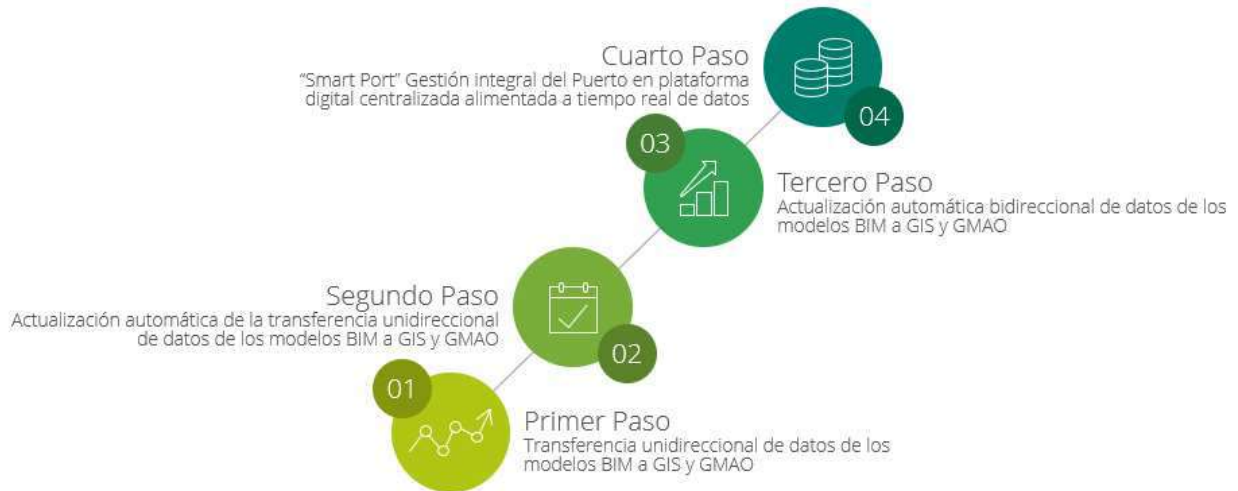 Cuarto Paso
“Smart Port” Gestión integral del Puerto en plataforma
digital centralizada alimentada a tiempo real de datos
04
03
Tercero Paso
Actualización automática bidireccional de datos de los
modelos BIM a GIS y GMAO
Segundo Paso
Actualización automática de la transferencia unidireccional
de datos de los modelos BIM a GIS y GMAO
02
01
Primer Paso
Transferencia unidireccional de datos de los
modelos BIM a GIS y GMAO